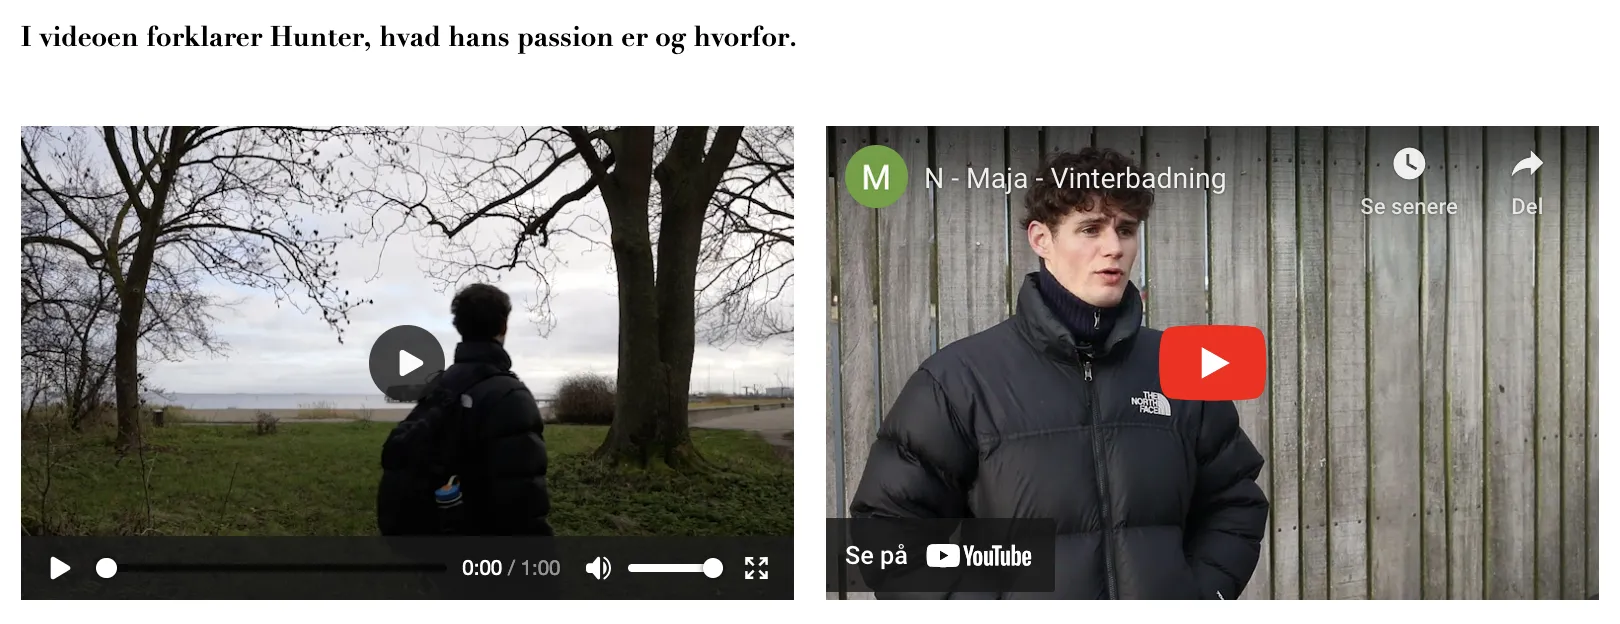 I videoen forklarer Hunter, hvad hans passion er og hvorfor.
M
N - Maja - Vinterbadning
Se senere
Del
THE
NORTH
FACE
0:00 / 1:00
Se på YouTube